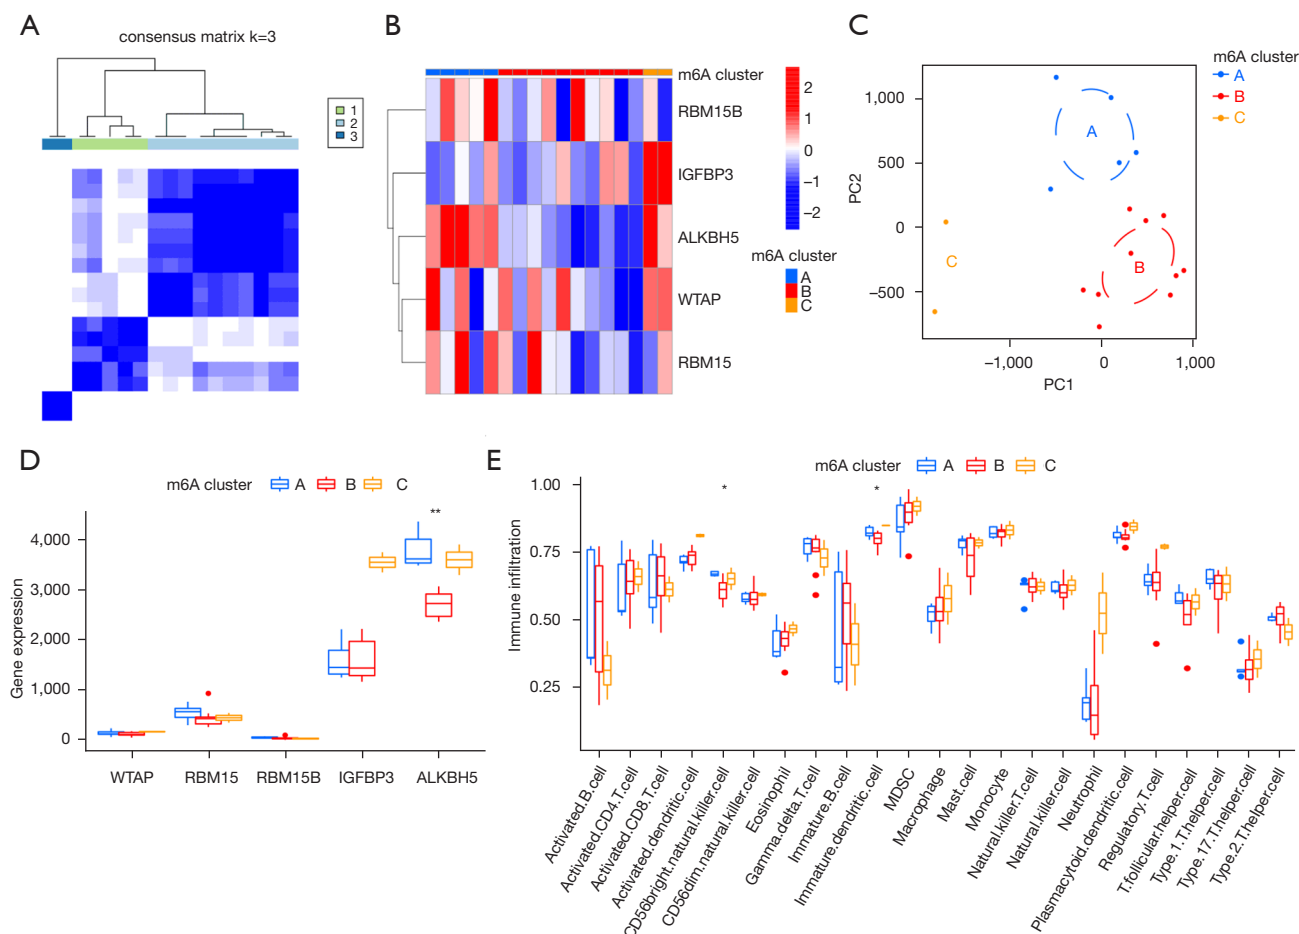 A
consensus matrix k=3
1
2
3
B
m6A cluster
RBM15B
IGFBP3
ALKBH5
WTAP
RBM15
2
1
0
−1
−2
m6A cluster
A
B
C
C
m6A cluster
A
B
C
1,000
500
0
−500
PC2
A
B
C
−1,000
0
1,000
PC1
D
m6A cluster
A
B
C
Gene expression
4,000
3,000
2,000
1,000
0
**
WTAP
RBM15
RBM15B
IGFBP3
ALKBH5
E
m6A cluster
A
B
C
Immune infiltration
1.00
0.75
0.50
0.25
*
*
Activated.B.cell
Activated.CD4.T.cell
Activated.CD8.T.cell
Activated.dendritic.cell
CD56bright.natural.killer.cell
CD56dim.natural.killer.cell
Eosinophil
Gamma.delta.T.cell
Immature.B.cell
Immature.dendritic.cell
MDSC
Macrophage
Mast.cell
Monocyte
Natural.killer.T.cell
Natural.killer.cell
Neutrophil
Plasmacytoid.dendritic.cell
Regulatory.T.cell
T.follicular.helper.cell
Type.1.T.helper.cell
Type.17.T.helper.cell
Type.2.T.helper.cell